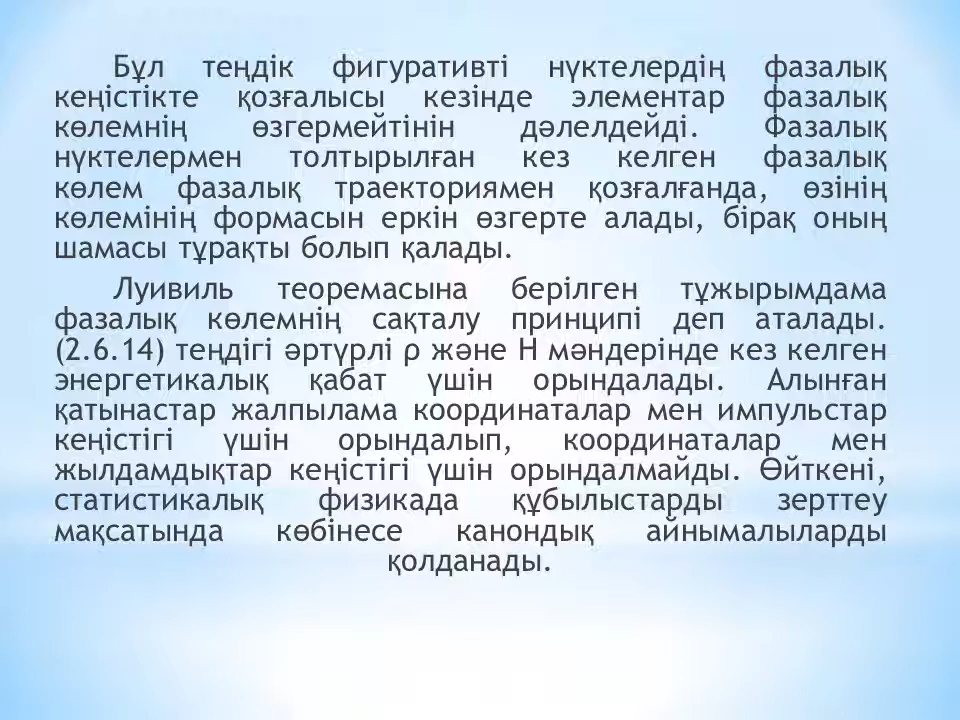 Бұл теңдік фигуративті нүктелердің фазалық
кеңістікте қозғалысы кезінде элементар фазалық
көлемнің өзгермейтінін дәлелдейді. Фазалық
нүктелермен толтырылған кез келген фазалық
көлем фазалық траекториямен қозғалғанда, өзінің
көлемінің формасын еркін өзгерте алады, бірақ оның
шамасы тұрақты болып қалады.
Луивиль теоремасына берілген тұжырымдама
фазалық көлемнің сақталу принципі деп аталады.
(2.6.14) теңдігі әртүрлі ρ және H мәндерінде кез келген
энергетикалық қабат үшін орындалады. Алынған
қатынастар жалпылама координаталар мен импульстар
кеңістігі үшін орындалып, координаталар мен
жылдамдықтар кеңістігі үшін орындалмайды. Өйткені,
статистикалық физикада құбылыстарды зерттеу
мақсатында көбінесе канондық айнымалыларды
қолданады.